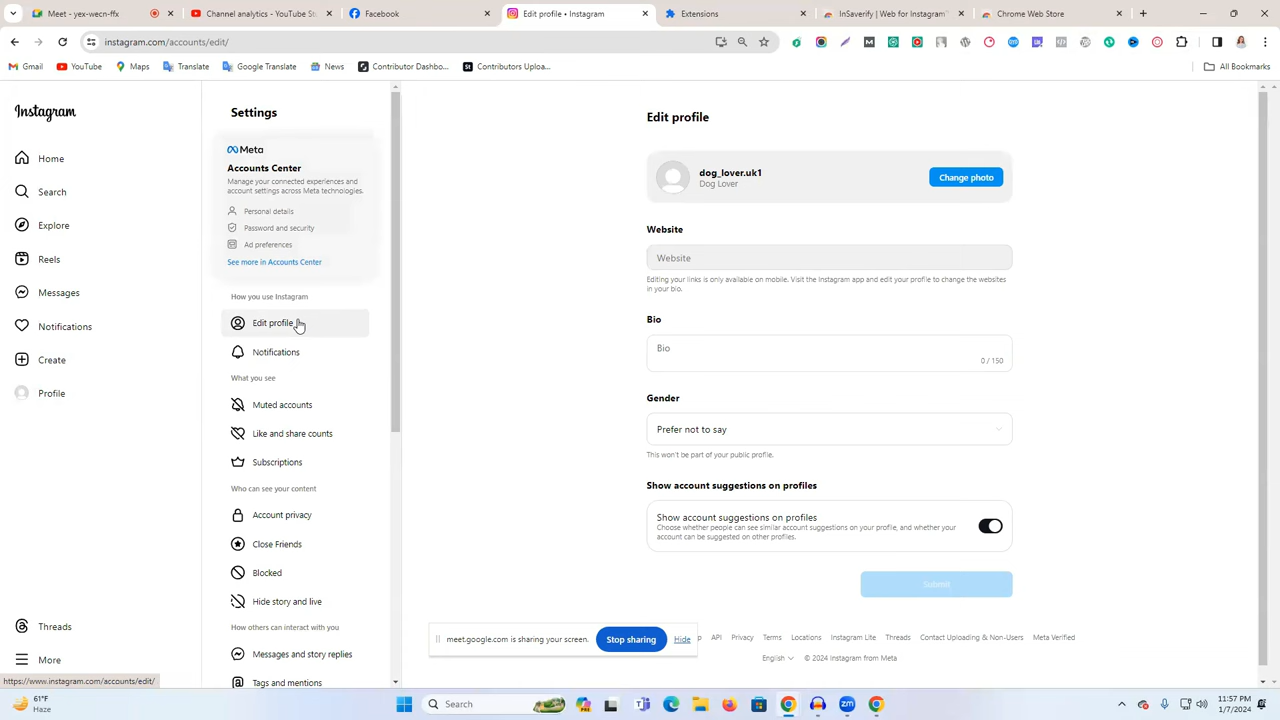 Meet - yex-wecn-ffx
Channel analytics - YouTube St
Facebook
Edit profile • Instagram
Extensions
InSaverify | Web for Instagram™
Chrome Web Store
instagram.com/accounts/edit/
Gmail
YouTube
Maps
Translate
Google Translate
News
Contributor Dashbo...
Contributors Uploa...
All Bookmarks
Instagram
Home
Search
Explore
Reels
Messages
Notifications
Create
Profile
Threads
More
https://www.instagram.com/accounts/edit/
Settings
Meta
Accounts Center
Manage your connected experiences and
account settings across Meta technologies.
Personal details
Password and security
Ad preferences
See more in Accounts Center
How you use Instagram
Edit profile
Notifications
What you see
Muted accounts
Like and share counts
Subscriptions
Who can see your content
Account privacy
Close Friends
Blocked
Hide story and live
How others can interact with you
Messages and story replies
Tags and mentions
Edit profile
dog_lover.uk1
Dog Lover
Change photo
Website
Website
Editing your links is only available on mobile. Visit the Instagram app and edit your profile to change the websites
in your bio.
Bio
Bio
0 / 150
Gender
Prefer not to say
This won't be part of your public profile.
Show account suggestions on profiles
Show account suggestions on profiles
Choose whether people can see similar account suggestions on your profile, and whether your
account can be suggested on other profiles.
Submit
meet.google.com is sharing your screen.
Stop sharing
Hide
API
Privacy
Terms
Locations
Instagram Lite
Threads
Contact Uploading & Non-Users
Meta Verified
English
© 2024 Instagram from Meta
61°F
Haze
Search
11:57 PM
1/7/2024